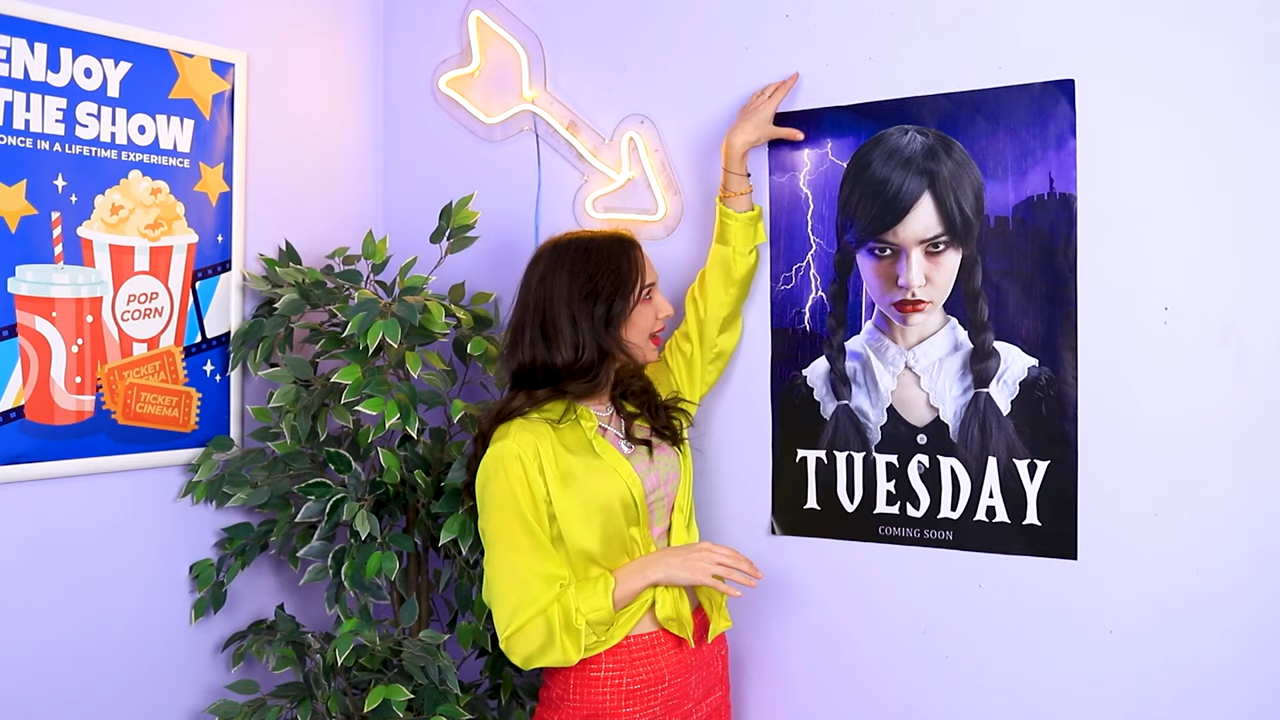 ENJOY
THE SHOW
ONCE IN A LIFETIME EXPERIENCE
POP
CORN
TICKET
CINEMA
TICKET
CINEMA
TUESDAY
COMING SOON